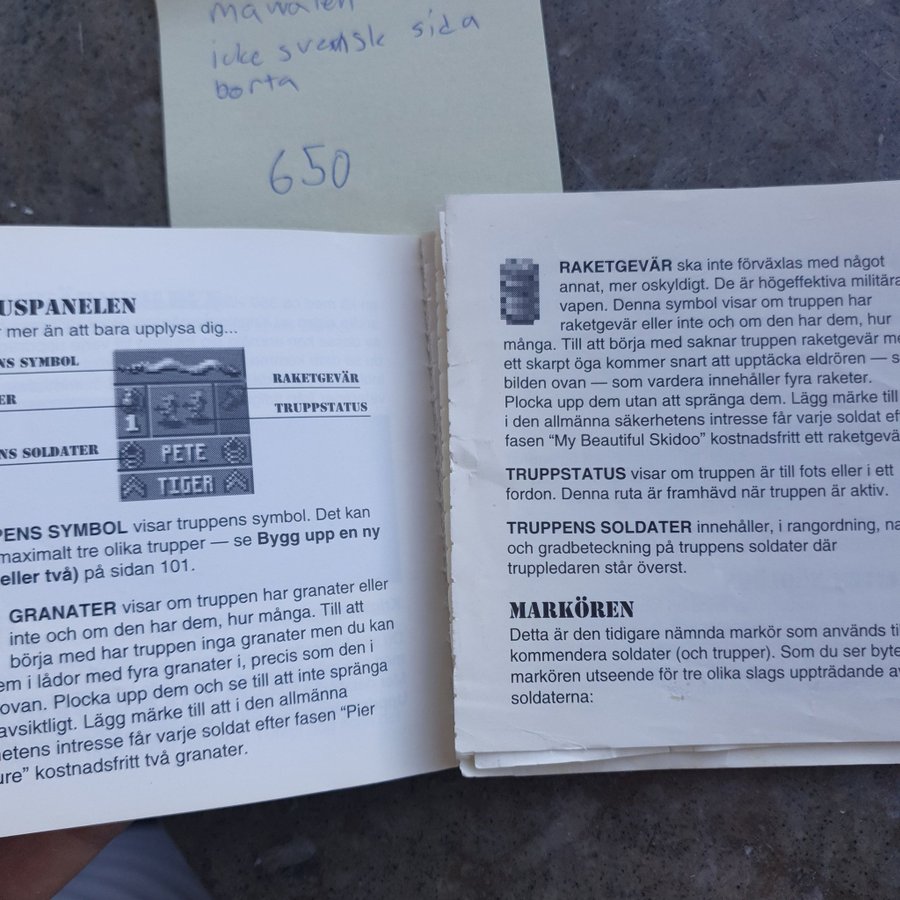 manualen
icke svensk sida
borta
650
USPANELEN
mer än att bara upplysa dig...
NS SYMBOL
ER
NS SOLDATER
RAKETGEVÄR
TRUPPSTATUS
1
PETE
TIGER
PENS SYMBOL visar truppens symbol. Det kan
maximalt tre olika trupper — se Bygg upp en ny
eller två) på sidan 101.
GRANATER visar om truppen har granater eller
inte och om den har dem, hur många. Till att
börja med har truppen inga granater men du kan
em i lådor med fyra granater i, precis som den i
ovan. Plocka upp dem och se till att inte spränga
avsiktligt. Lägg märke till att i den allmänna
hetens intresse får varje soldat efter fasen “Pier
ure” kostnadsfritt två granater.
RAKETGEVÄR ska inte förväxlas med något
annat, mer oskyldigt. De är högeffektiva militära
vapen. Denna symbol visar om truppen har
raketgevär eller inte och om den har dem, hur
många. Till att börja med saknar truppen raketgevär me
ett skarpt öga kommer snart att upptäcka eldrören — s
bilden ovan — som vardera innehåller fyra raketer.
Plocka upp dem utan att spränga dem. Lägg märke till
i den allmänna säkerhetens intresse får varje soldat ef
fasen “My Beautiful Skidoo” kostnadsfritt ett raketgevä
TRUPPSTATUS visar om truppen är till fots eller i ett
fordon. Denna ruta är framhävd när truppen är aktiv.
TRUPPENS SOLDATER innehåller, i rangordning, na
och gradbeteckning på truppens soldater där
truppledaren står överst.
MARKÖREN
Detta är den tidigare nämnda markör som används ti
kommendera soldater (och trupper). Som du ser byte
markören utseende för tre olika slags uppträdande a
soldaterna: